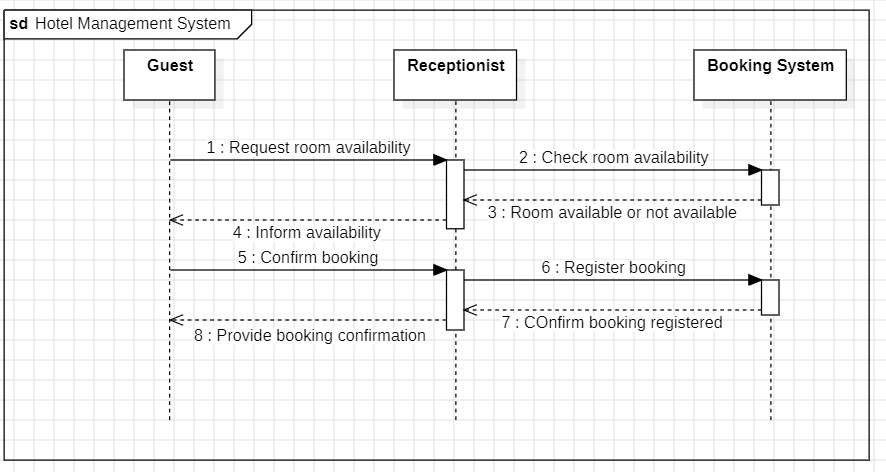 sd Hotel Management System
Guest
Receptionist
Booking System
1 : Request room availability
2 : Check room availability
3 : Room available or not available
4 : Inform availability
5 : Confirm booking
6 : Register booking
7 : COnfirm booking registered
8 : Provide booking confirmation